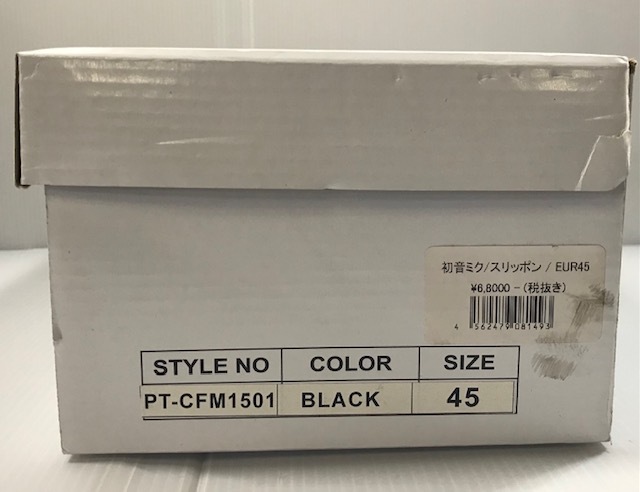 初音ミク/スリッポン / EUR45
¥6,8000 -(税抜き)
4 562479 081493
STYLE NO COLOR SIZE
PT-CFM1501 BLACK 45